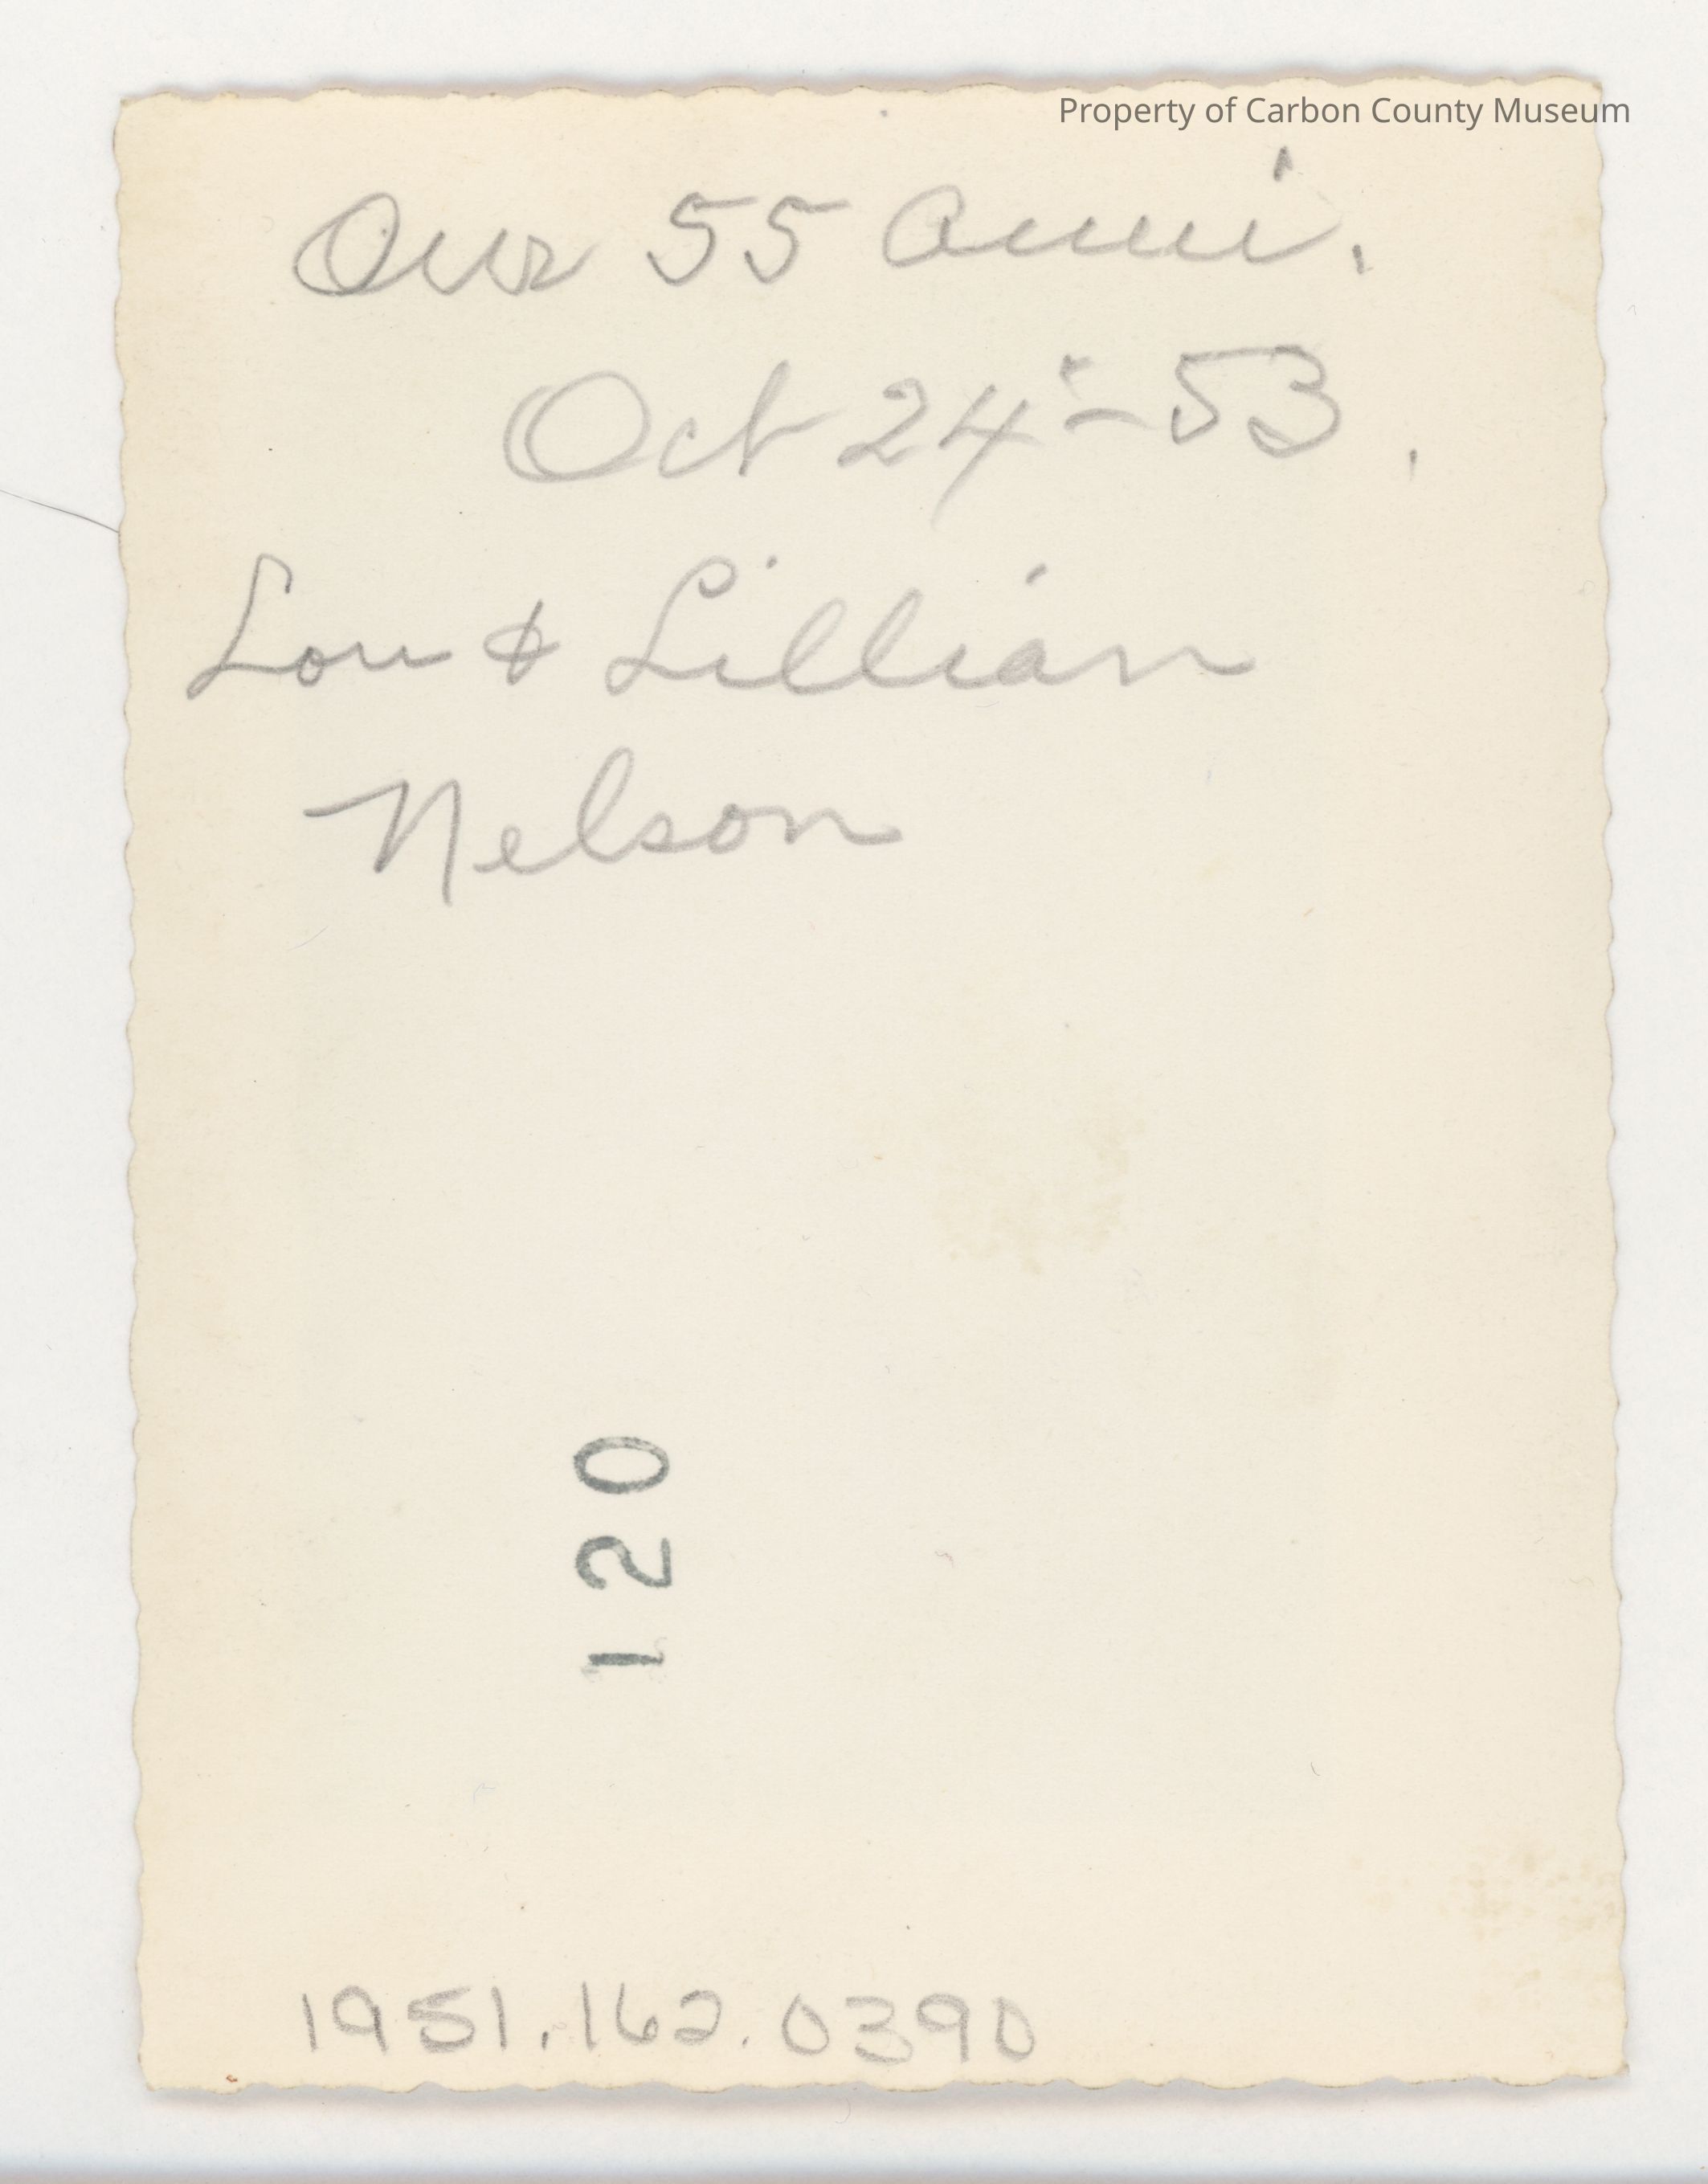 Property of Carbon County Museum
Our 55 Anni.
Oct 24 - 53.
Lou & Lillian
Nelson
120
1951.162.0390